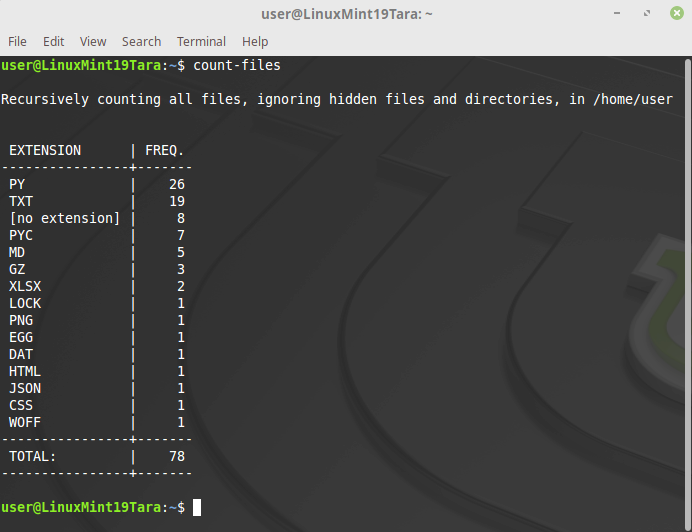 user@LinuxMint19Tara: ~
File Edit View Search Terminal Help
user@LinuxMint19Tara:~$ count-files
Recursively counting all files, ignoring hidden files and directories, in /home/user
EXTENSION | FREQ.
----------------+-------
PY | 26
TXT | 19
[no extension] | 8
PYC | 7
MD | 5
GZ | 3
XLSX | 2
LOCK | 1
PNG | 1
EGG | 1
DAT | 1
HTML | 1
JSON | 1
CSS | 1
WOFF | 1
----------------+-------
TOTAL: | 78
----------------+-------
user@LinuxMint19Tara:~$